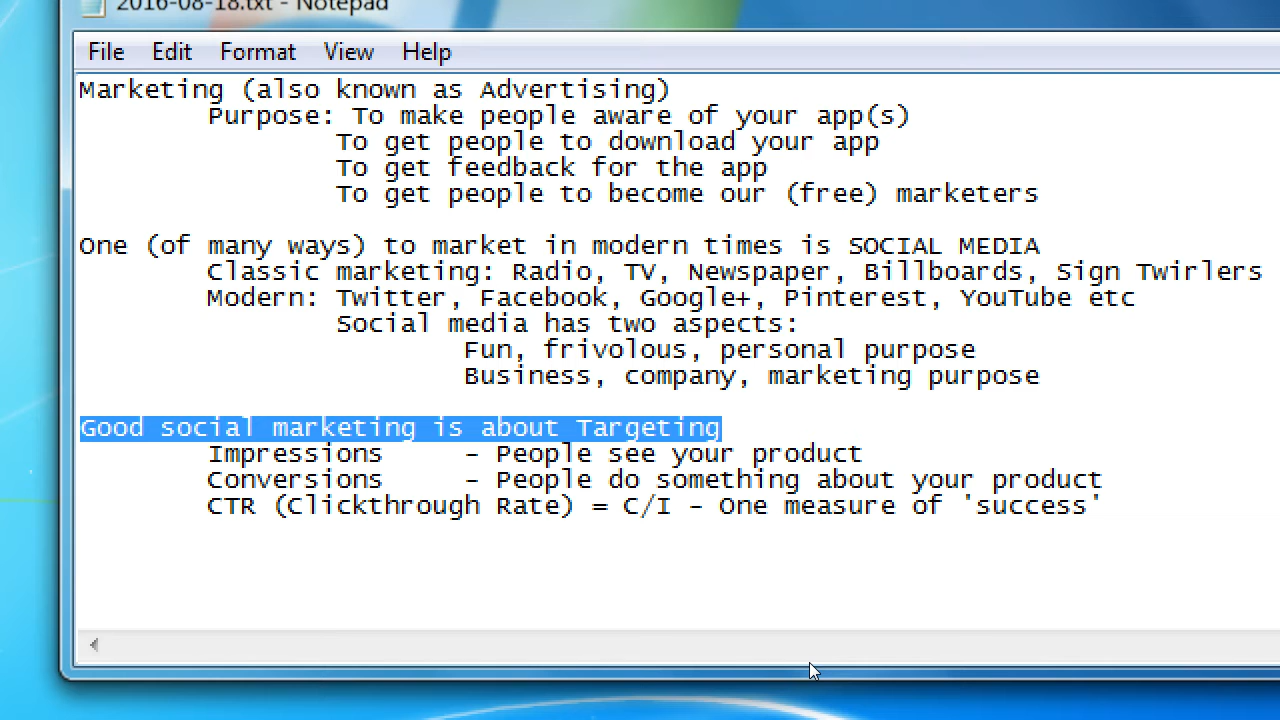 2016-08-18.txt - Notepad
File Edit Format View Help
Marketing (also known as Advertising)
Purpose: To make people aware of your app(s)
To get people to download your app
To get feedback for the app
To get people to become our (free) marketers
One (of many ways) to market in modern times is SOCIAL MEDIA
Classic marketing: Radio, TV, Newspaper, Billboards, Sign Twirlers
Modern: Twitter, Facebook, Google+, Pinterest, YouTube etc
Social media has two aspects:
Fun, frivolous, personal purpose
Business, company, marketing purpose
Good social marketing is about Targeting
Impressions - People see your product
Conversions - People do something about your product
CTR (Clickthrough Rate) = C/I - One measure of 'success'